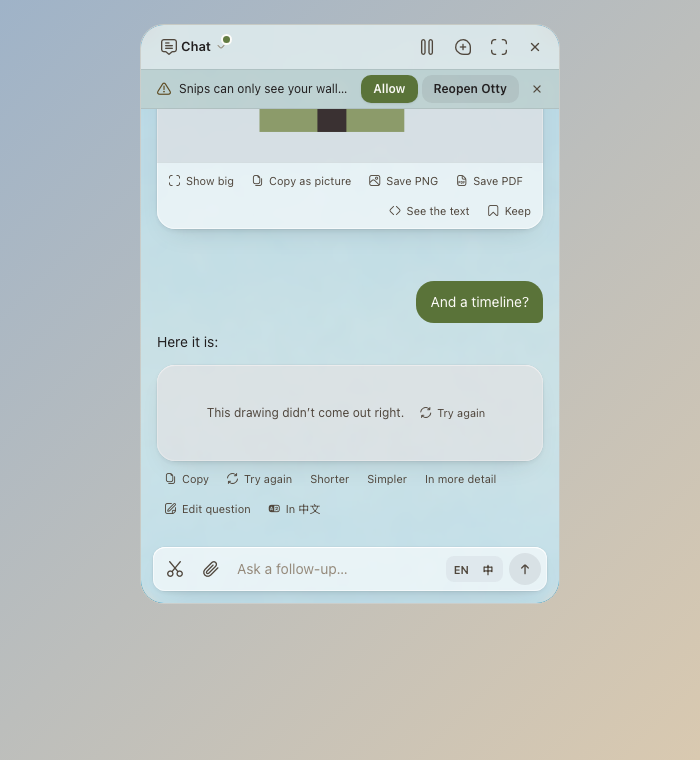 Chat
Snips can only see your wall...
Allow
Reopen Otty
Show big
Copy as picture
Save PNG
Save PDF
See the text
Keep
And a timeline?
Here it is:
This drawing didn't come out right.
Try again
Copy
Try again
Shorter
Simpler
In more detail
Edit question
In 中文
Ask a follow-up...
EN
中